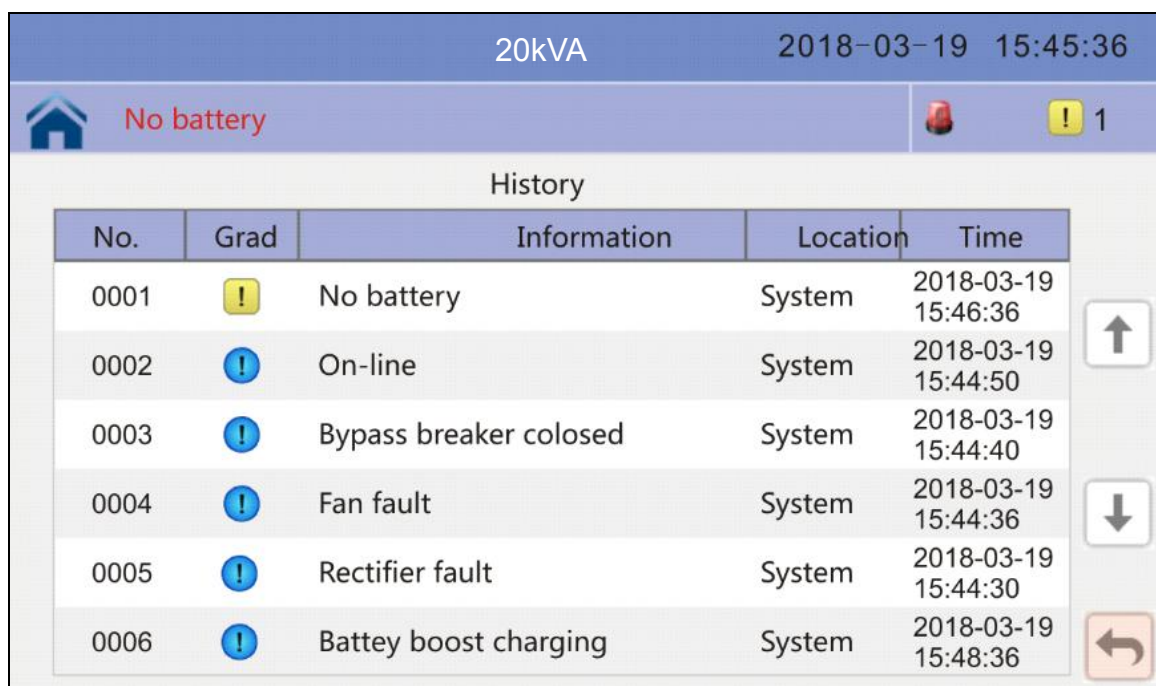 20kVA 2018-03-19 15:45:36
No battery ! 1
History
No. Grad Information Location Time
0001 ! No battery System 2018-03-19
15:46:36
0002 ! On-line System 2018-03-19
15:44:50
0003 ! Bypass breaker colosed System 2018-03-19
15:44:40
0004 ! Fan fault System 2018-03-19
15:44:36
0005 ! Rectifier fault System 2018-03-19
15:44:30
0006 ! Battey boost charging System 2018-03-19
15:48:36